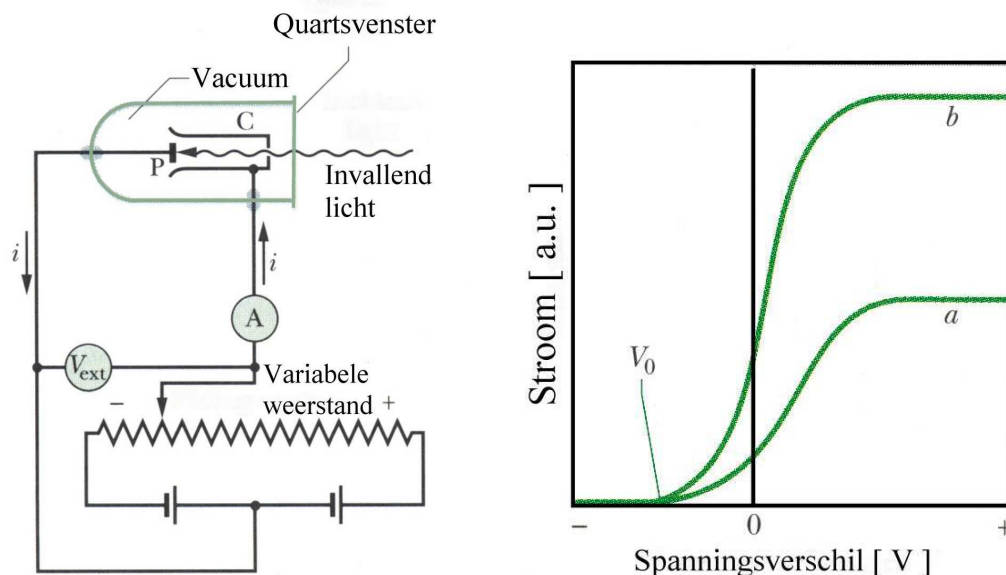 Quartsvenster
Vacuum
C
P
Invallend
licht
i
i
A
V_ext
Variabele
weerstand
-
+
Stroom [ a.u. ]
b
a
V_0
-
0
+
Spanningsverschil [ V ]